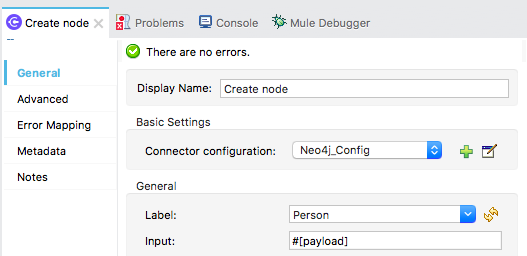 Create node
Problems
Console
Mule Debugger
There are no errors.
General
Advanced
Error Mapping
Metadata
Notes
Display Name: Create node
Basic Settings
Connector configuration: Neo4j_Config
General
Label: Person
Input: #[payload]